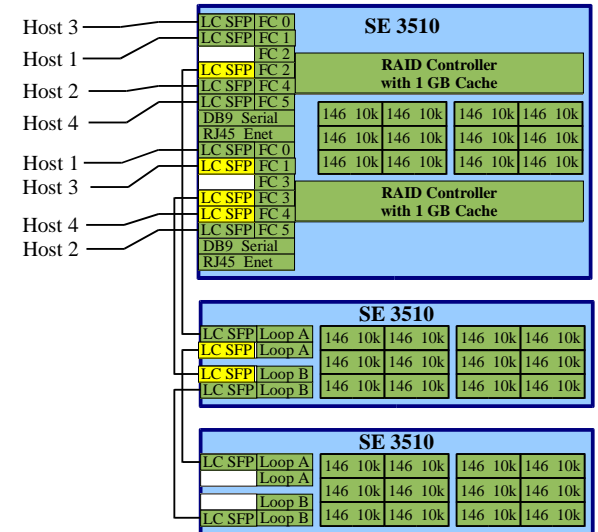 SE 3510
Host 3
LC SFP FC 0
LC SFP FC 1
Host 1
FC 2
LC SFP FC 2
RAID Controller
with 1 GB Cache
Host 2
LC SFP FC 4
LC SFP FC 5
Host 4
DB9 Serial
RJ45 Enet
146 10k 146 10k 146 10k 146 10k
146 10k 146 10k 146 10k 146 10k
146 10k 146 10k 146 10k 146 10k
Host 1
LC SFP FC 0
LC SFP FC 1
Host 3
FC 3
LC SFP FC 3
RAID Controller
with 1 GB Cache
Host 4
LC SFP FC 4
LC SFP FC 5
Host 2
DB9 Serial
RJ45 Enet
SE 3510
LC SFP Loop A
LC SFP Loop A
LC SFP Loop B
LC SFP Loop B
146 10k 146 10k 146 10k 146 10k
146 10k 146 10k 146 10k 146 10k
146 10k 146 10k 146 10k 146 10k
SE 3510
LC SFP Loop A
Loop A
Loop B
LC SFP Loop B
146 10k 146 10k 146 10k 146 10k
146 10k 146 10k 146 10k 146 10k
146 10k 146 10k 146 10k 146 10k